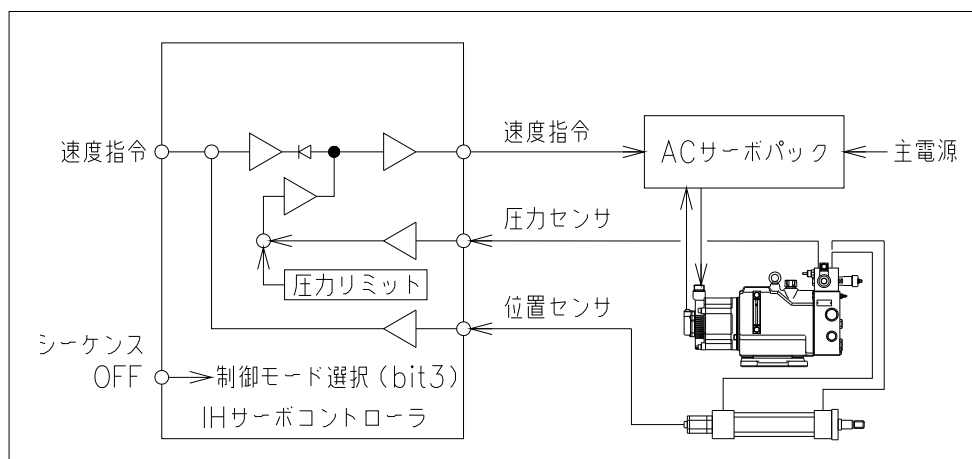 速度指令
速度指令
ACサーボパック
主電源
圧力センサ
圧力リミット
位置センサ
シーケンス
OFF
制御モード選択(bit3)
IHサーボコントローラ